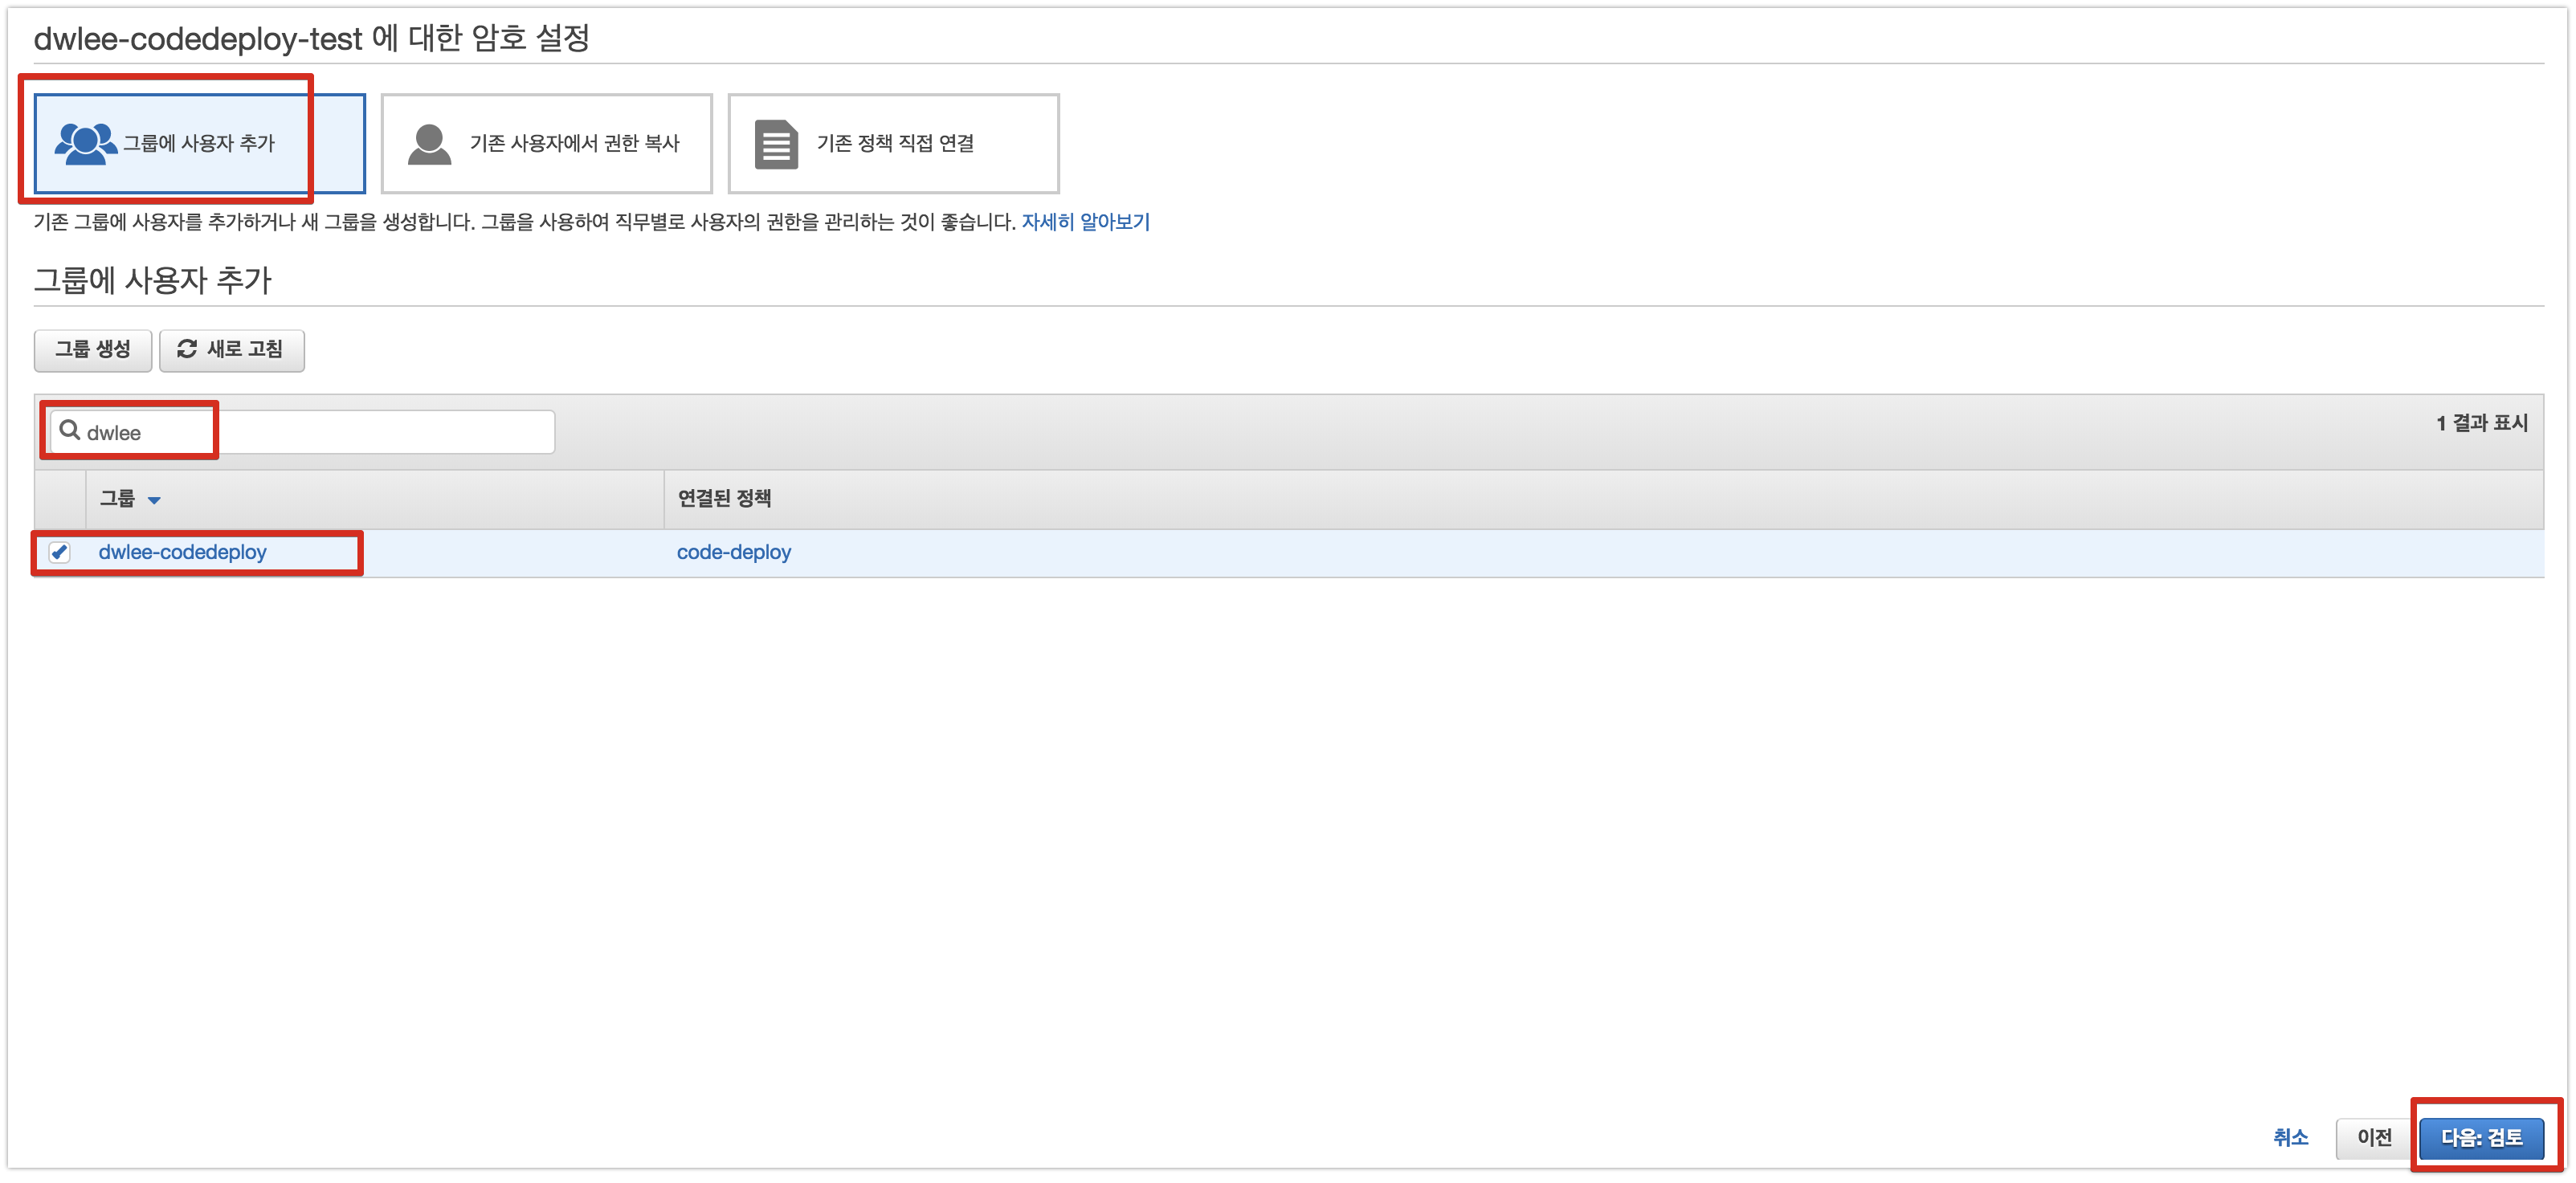 dwlee-codedeploy-test 에 대한 암호 설정
그룹에 사용자 추가
기존 사용자에서 권한 복사
기존 정책 직접 연결
기존 그룹에 사용자를 추가하거나 새 그룹을 생성합니다. 그룹을 사용하여 직무별로 사용자의 권한을 관리하는 것이 좋습니다. 자세히 알아보기
그룹에 사용자 추가
그룹 생성
새로 고침
dwlee
1 결과 표시
그룹
연결된 정책
dwlee-codedeploy
code-deploy
취소
이전
다음: 검토